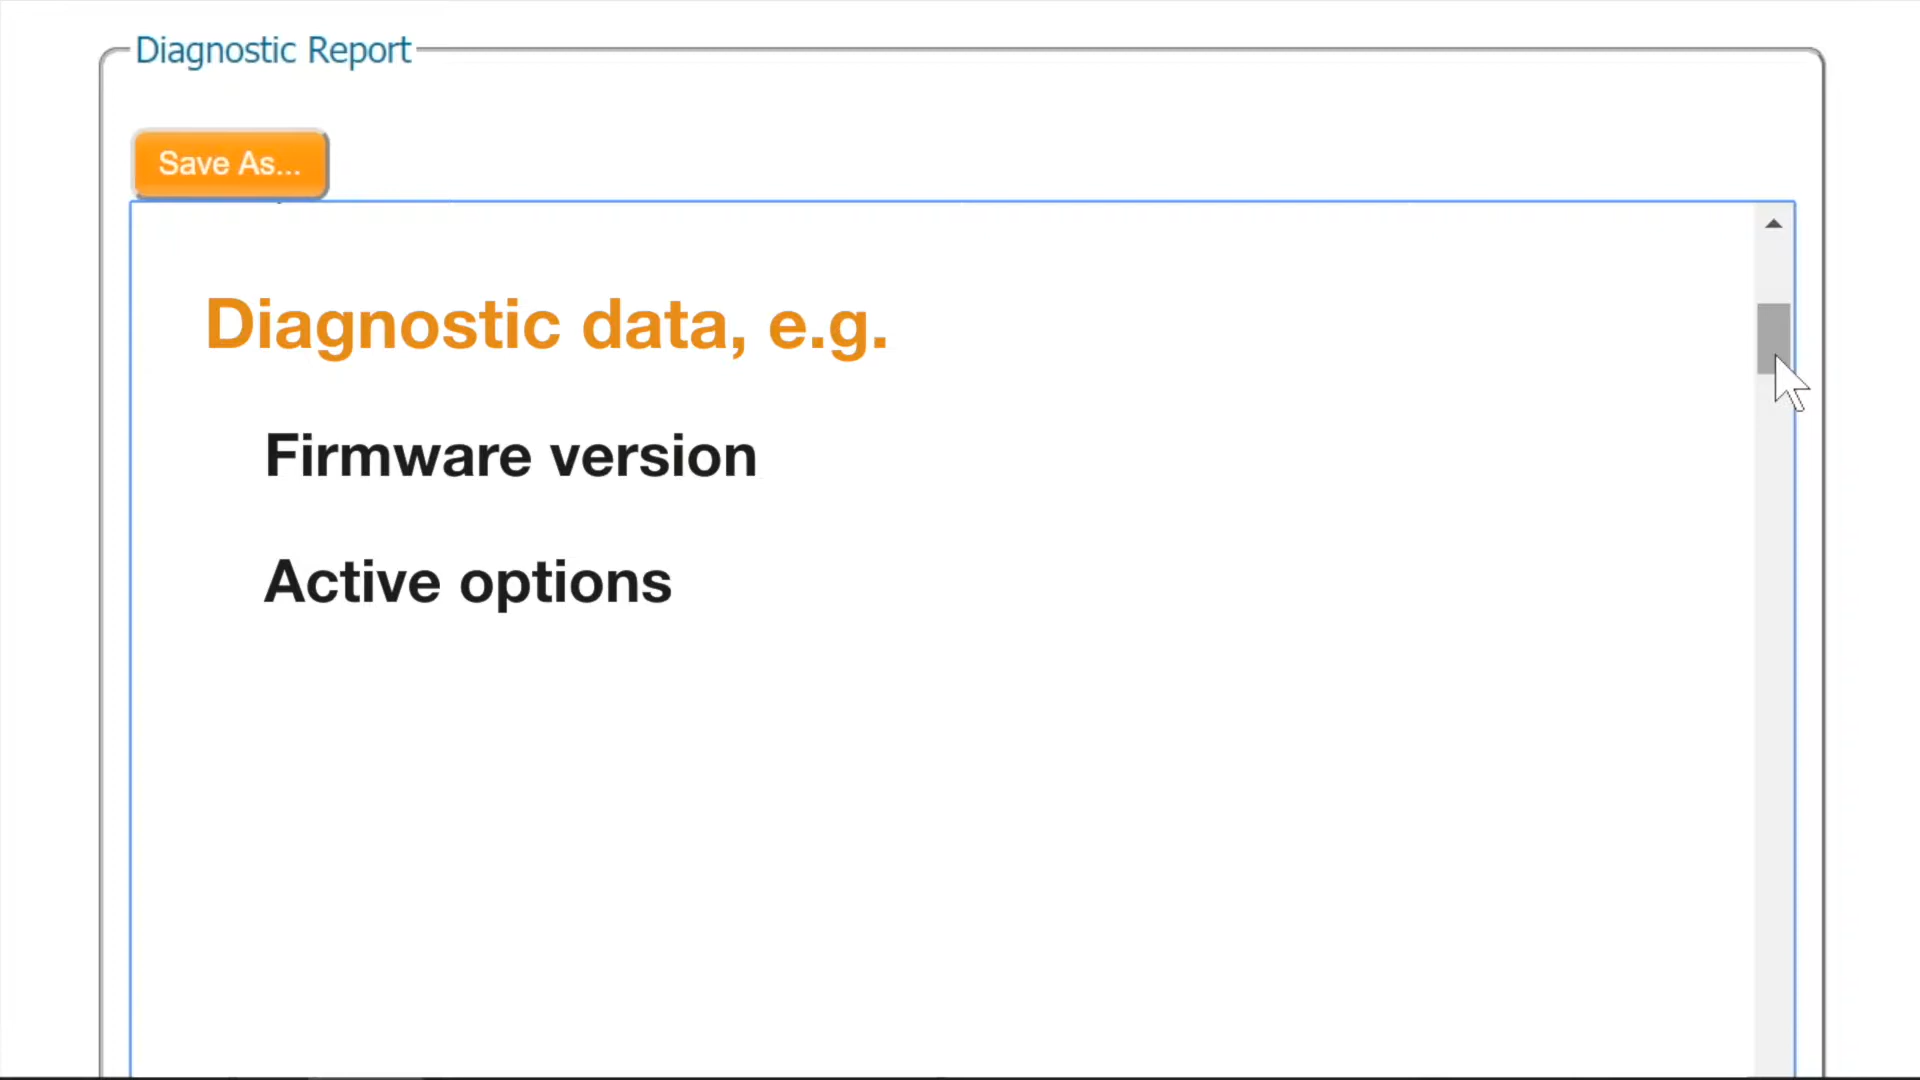 Diagnostic Report
Save As...
Diagnostic data, e.g.
Firmware version
Active options